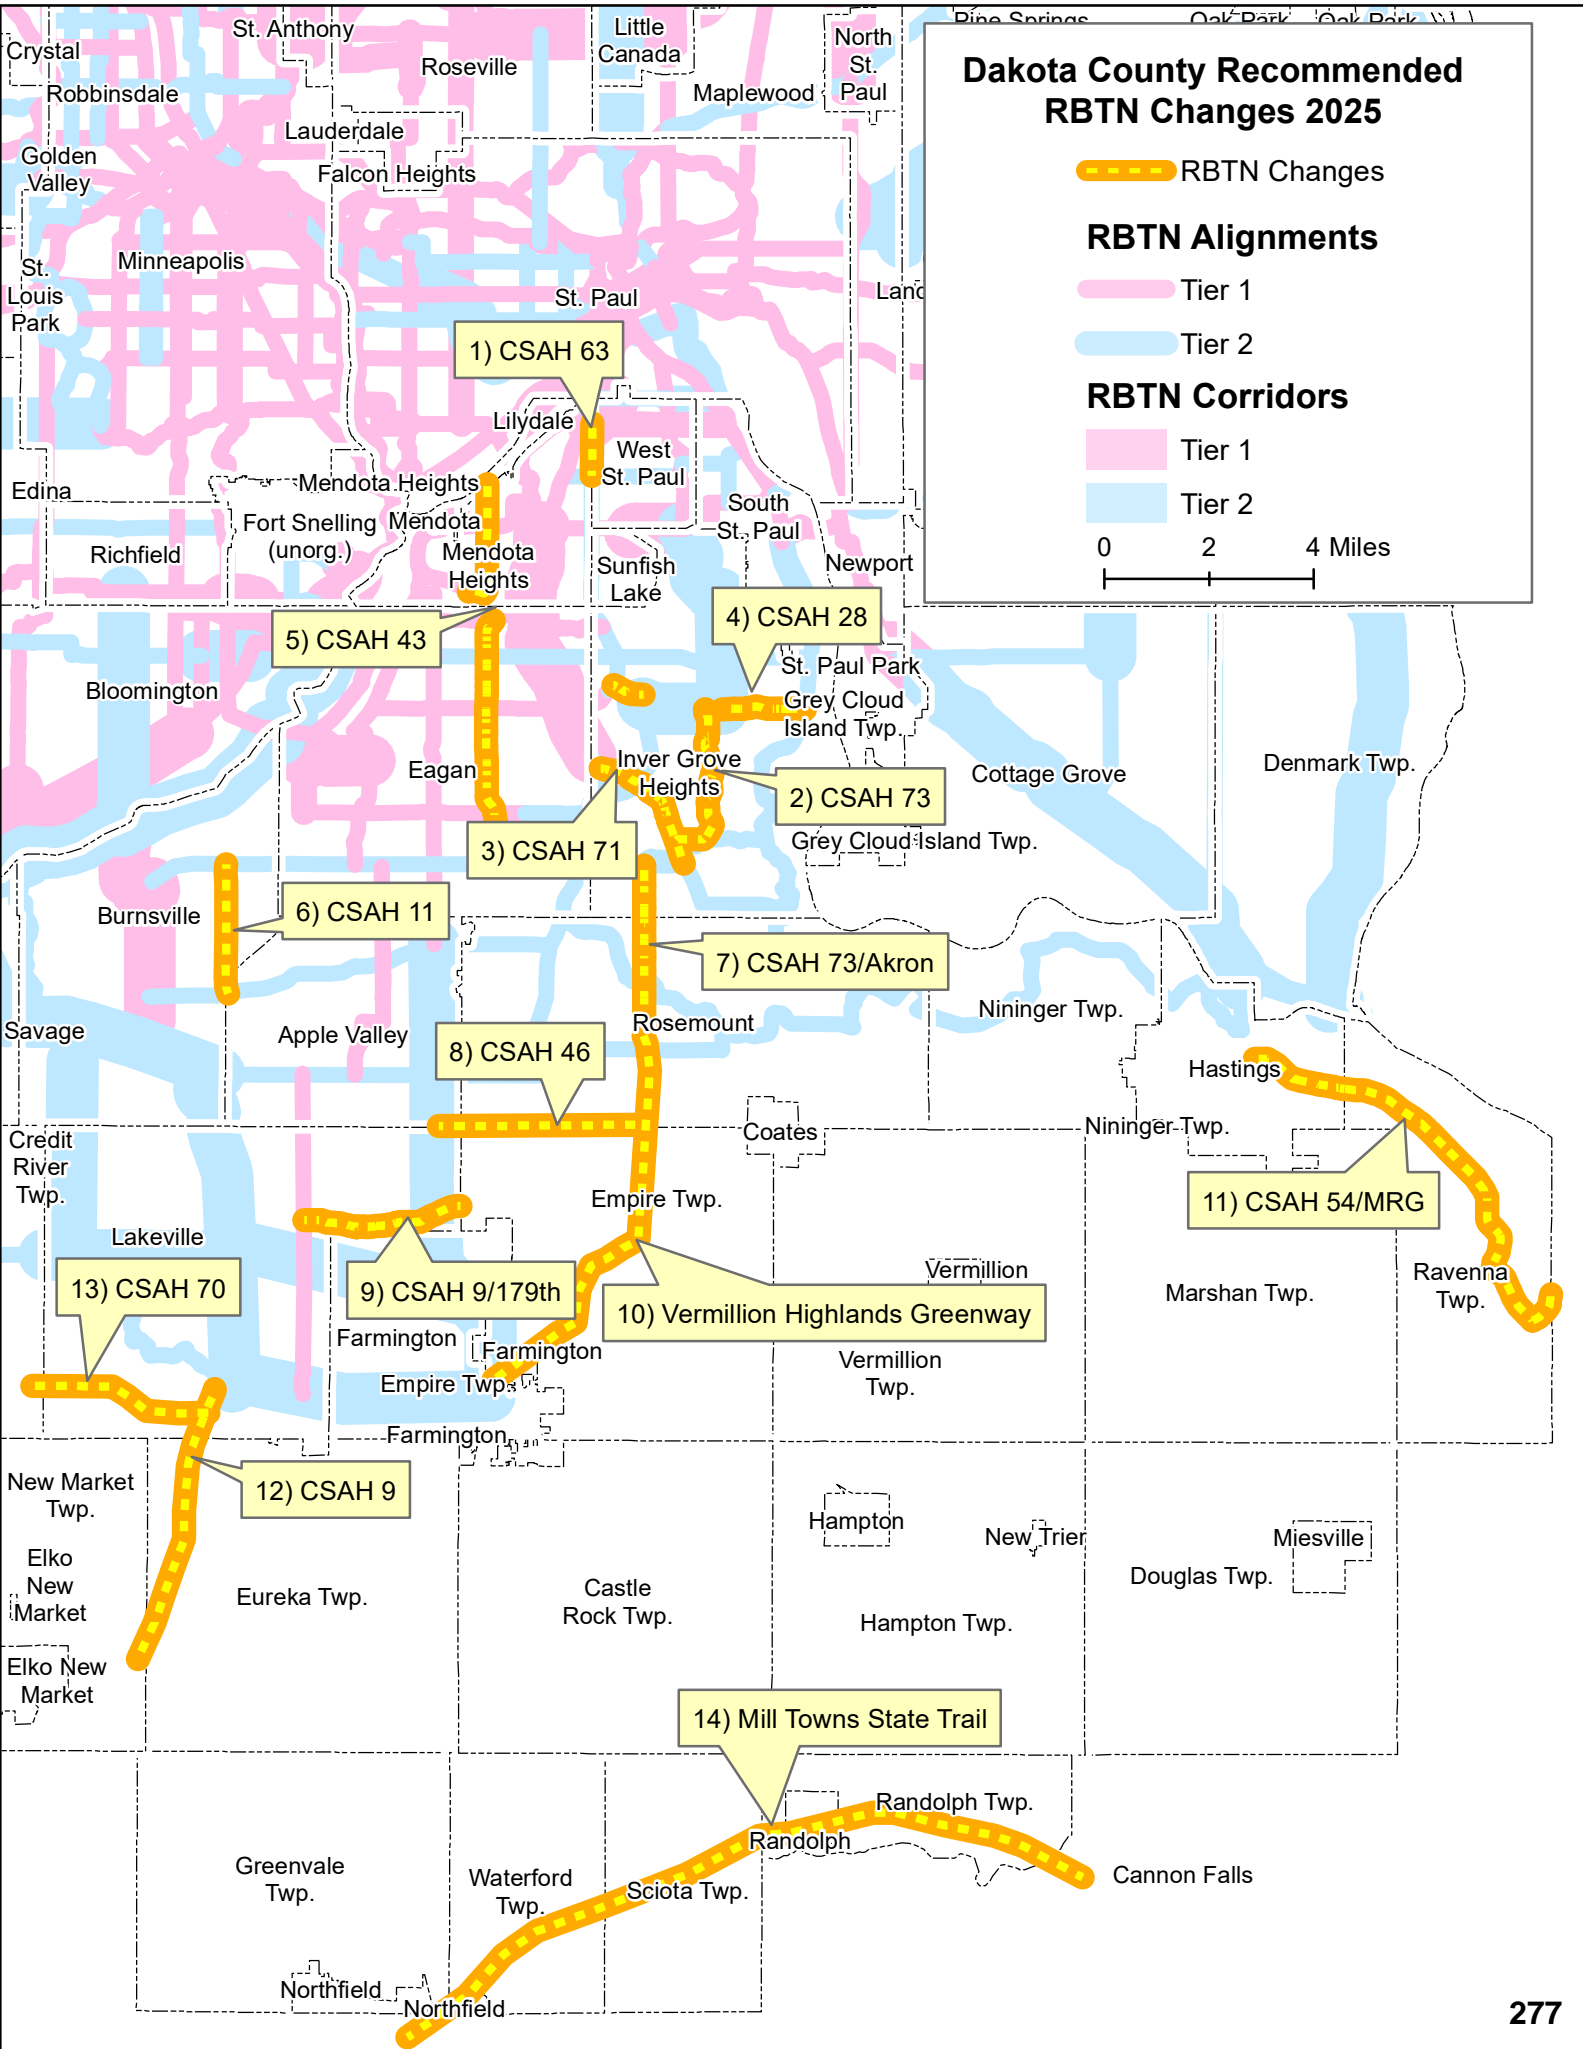 Pine Springs
Oak Park
Oak Park
Dakota County Recommended
RBTN Changes 2025
RBTN Changes
RBTN Alignments
Tier 1
Tier 2
RBTN Corridors
Tier 1
Tier 2
0 2 4 Miles
Crystal
St. Anthony
Little
Canada
North
St.
Paul
Roseville
Robbinsdale
Maplewood
Lauderdale
Golden
Valley
Falcon Heights
Minneapolis
St.
Louis
Park
St. Paul
Land
1) CSAH 63
Lilydale
West
St. Paul
Edina
Mendota Heights
South
St. Paul
Fort Snelling
(unorg.)
Mendota
Richfield
Mendota
Heights
Sunfish
Lake
Newport
4) CSAH 28
5) CSAH 43
St. Paul Park
Bloomington
Grey Cloud
Island Twp.
Eagan
Inver Grove
Heights
Cottage Grove
Denmark Twp.
2) CSAH 73
3) CSAH 71
Grey Cloud Island Twp.
Burnsville
6) CSAH 11
7) CSAH 73/Akron
Nininger Twp.
Savage
Apple Valley
Rosemount
8) CSAH 46
Hastings
Credit
River
Twp.
Coates
Nininger Twp.
Empire Twp.
11) CSAH 54/MRG
Lakeville
13) CSAH 70
9) CSAH 9/179th
Vermillion
Marshan Twp.
Ravenna
Twp.
10) Vermillion Highlands Greenway
Farmington
Farmington
Vermillion
Twp.
Empire Twp.
Farmington
New Market
Twp.
12) CSAH 9
Hampton
New Trier
Miesville
Elko
New
Market
Eureka Twp.
Castle
Rock Twp.
Douglas Twp.
Hampton Twp.
Elko New
Market
14) Mill Towns State Trail
Randolph Twp.
Randolph
Greenvale
Twp.
Waterford
Twp.
Sciota Twp.
Cannon Falls
Northfield
Northfield
277